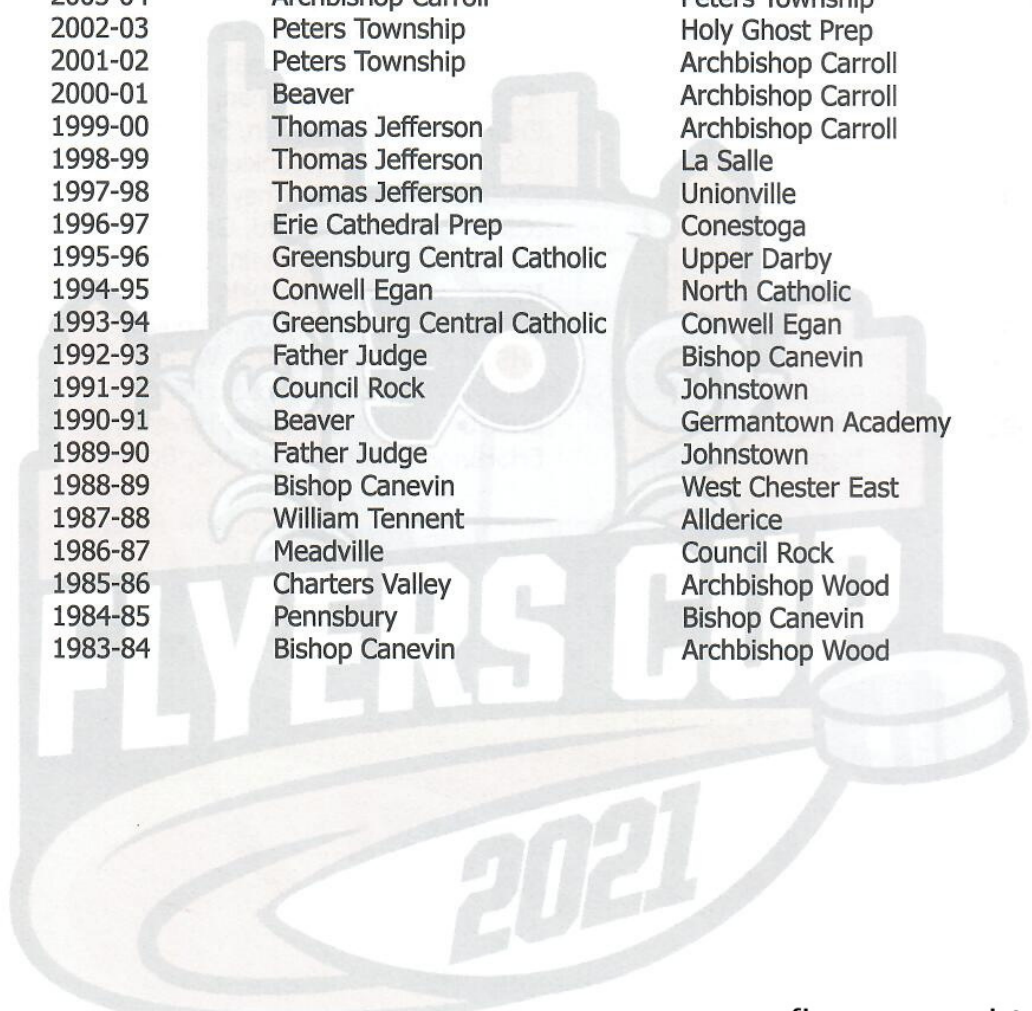 2003-04 Archbishop Carroll Peters Township
2002-03 Peters Township Holy Ghost Prep
2001-02 Peters Township Archbishop Carroll
2000-01 Beaver Archbishop Carroll
1999-00 Thomas Jefferson Archbishop Carroll
1998-99 Thomas Jefferson La Salle
1997-98 Thomas Jefferson Unionville
1996-97 Erie Cathedral Prep Conestoga
1995-96 Greensburg Central Catholic Upper Darby
1994-95 Conwell Egan North Catholic
1993-94 Greensburg Central Catholic Conwell Egan
1992-93 Father Judge Bishop Canevin
1991-92 Council Rock Johnstown
1990-91 Beaver Germantown Academy
1989-90 Father Judge Johnstown
1988-89 Bishop Canevin West Chester East
1987-88 William Tennent Allderice
1986-87 Meadville Council Rock
1985-86 Charters Valley Archbishop Wood
1984-85 Pennsbury Bishop Canevin
1983-84 Bishop Canevin Archbishop Wood
FLYERS CUP
2021